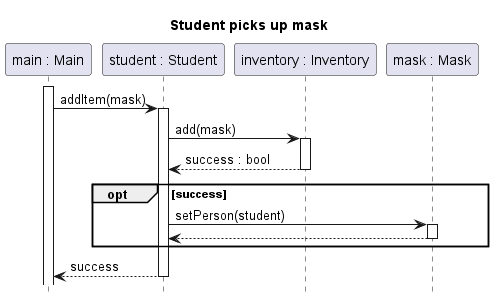 Student picks up mask
main : Main
student : Student
inventory : Inventory
mask : Mask
addItem(mask)
add(mask)
success : bool
opt
[success]
setPerson(student)
success